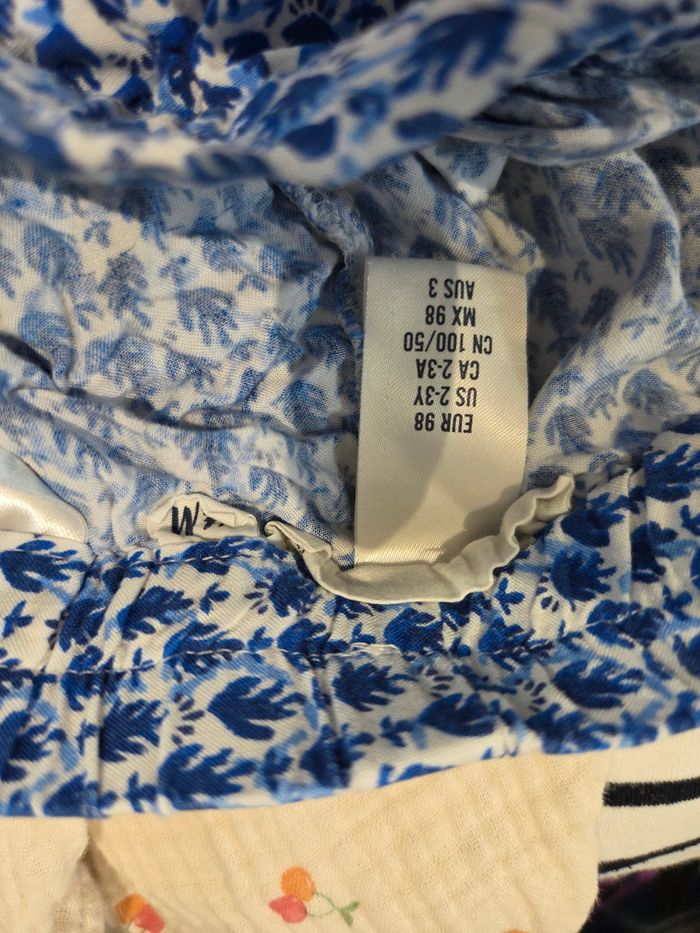 EUR 98
US 2-3Y
CA 2-3A
CN 100/50
MX 98
AUS 3